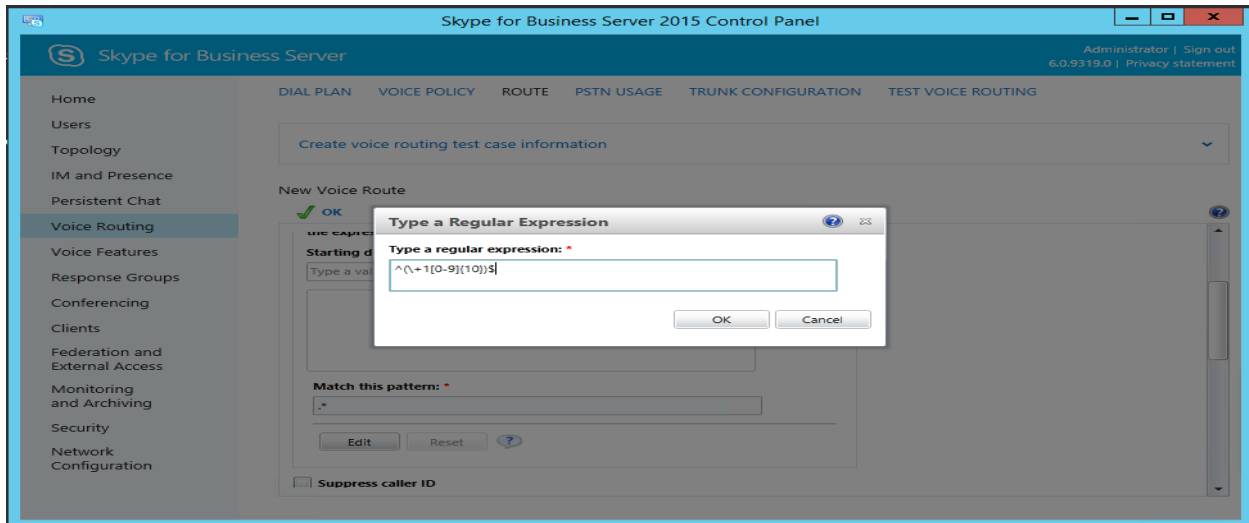 Skype for Business Server 2015 Control Panel
Skype for Business Server
Administrator | Sign out
6.0.9319.0 | Privacy statement
Home
Users
Topology
IM and Presence
Persistent Chat
Voice Routing
Voice Features
Response Groups
Conferencing
Clients
Federation and
External Access
Monitoring
and Archiving
Security
Network
Configuration
DIAL PLAN VOICE POLICY ROUTE PSTN USAGE TRUNK CONFIGURATION TEST VOICE ROUTING
Create voice routing test case information
New Voice Route
OK
Starting d
Type a val
Type a Regular Expression
Type a regular expression: *
^(\+1[0-9]{10})$
OK Cancel
Match this pattern: *
.*
Edit Reset
Suppress caller ID